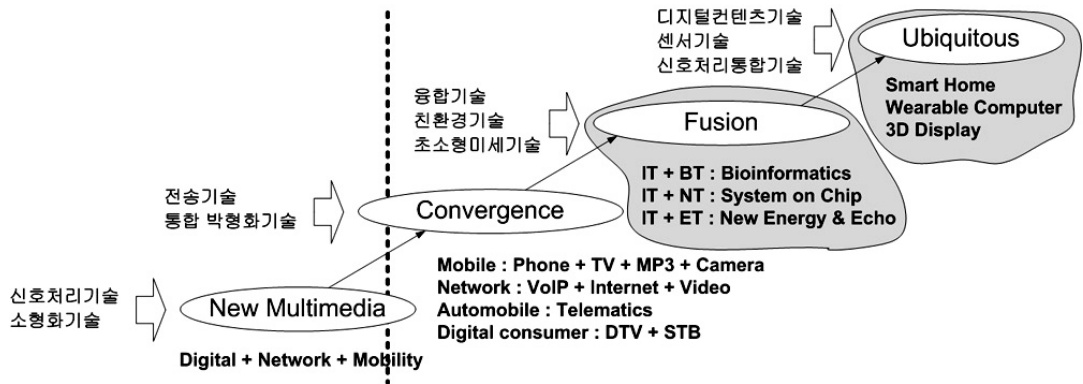 디지털컨텐츠기술
센서기술
신호처리통합기술
Ubiquitous
Smart Home
Wearable Computer
3D Display
융합기술
친환경기술
초소형미세기술
Fusion
IT + BT : Bioinformatics
IT + NT : System on Chip
IT + ET : New Energy & Echo
전송기술
통합 박형화기술
Convergence
Mobile : Phone + TV + MP3 + Camera
Network : VoIP + Internet + Video
Automobile : Telematics
Digital consumer : DTV + STB
신호처리기술
소형화기술
New Multimedia
Digital + Network + Mobility